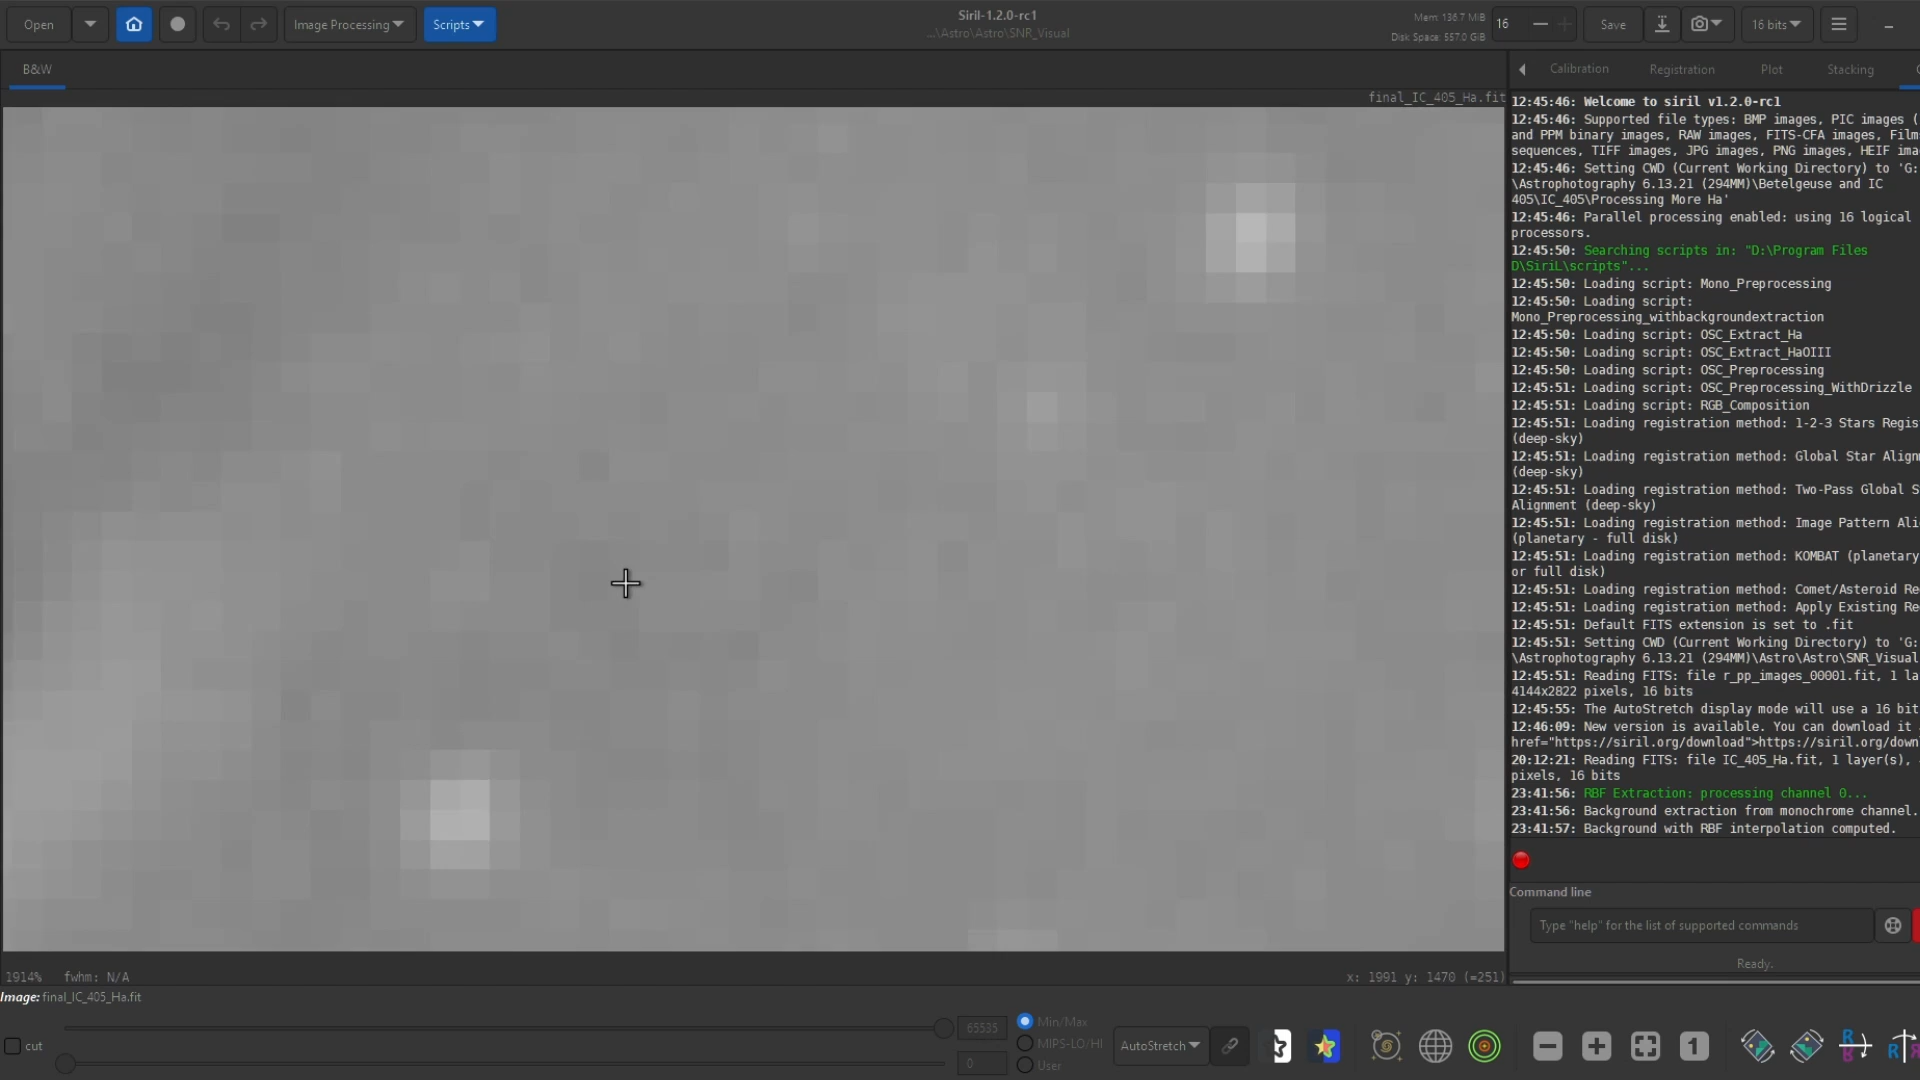 Open
Image Processing
Scripts
Siril-1.2.0-rc1
...\Astro\Astro\SNR_Visual
Mem: 136.7 MiB
Disk Space: 557.0 GiB
16
Save
16 bits
B&W
Calibration
Registration
Plot
Stacking
final_IC_405_Ha.fit
12:45:46: Welcome to siril v1.2.0-rc1
12:45:46: Supported file types: BMP images, PIC images (
and PPM binary images, RAW images, FITS-CFA images, Film
sequences, TIFF images, JPG images, PNG images, HEIF ima
12:45:46: Setting CWD (Current Working Directory) to 'G:
\Astrophotography 6.13.21 (294MM)\Betelgeuse and IC
405\IC_405\Processing More Ha'
12:45:46: Parallel processing enabled: using 16 logical
processors.
12:45:50: Searching scripts in: "D:\Program Files
D\SiriL\scripts"...
12:45:50: Loading script: Mono_Preprocessing
12:45:50: Loading script:
Mono_Preprocessing_withbackgroundextraction
12:45:50: Loading script: OSC_Extract_Ha
12:45:50: Loading script: OSC_Extract_HaOIII
12:45:50: Loading script: OSC_Preprocessing
12:45:51: Loading script: OSC_Preprocessing_WithDrizzle
12:45:51: Loading script: RGB_Composition
12:45:51: Loading registration method: 1-2-3 Stars Regis
(deep-sky)
12:45:51: Loading registration method: Global Star Alignm
(deep-sky)
12:45:51: Loading registration method: Two-Pass Global S
Alignment (deep-sky)
12:45:51: Loading registration method: Image Pattern Ali
(planetary - full disk)
12:45:51: Loading registration method: KOMBAT (planetary
or full disk)
12:45:51: Loading registration method: Comet/Asteroid Re
12:45:51: Loading registration method: Apply Existing Re
12:45:51: Default FITS extension is set to .fit
12:45:51: Setting CWD (Current Working Directory) to 'G:
\Astrophotography 6.13.21 (294MM)\Astro\Astro\SNR_Visual
12:45:51: Reading FITS: file r_pp_images_00001.fit, 1 la
4144x2822 pixels, 16 bits
12:45:55: The AutoStretch display mode will use a 16 bit
12:46:09: New version is available. You can download it
href="https://siril.org/download">https://siril.org/down
20:12:21: Reading FITS: file IC_405_Ha.fit, 1 layer(s),
pixels, 16 bits
23:41:56: RBF Extraction: processing channel 0...
23:41:56: Background extraction from monochrome channel.
23:41:57: Background with RBF interpolation computed.
Command line
Type "help" for the list of supported commands
Ready.
1914% fwhm: N/A
x: 1991 y: 1470 (=251)
Image: final_IC_405_Ha.fit
65535
Min/Max
cut
MIPS-LO/HI
AutoStretch
0
User
1